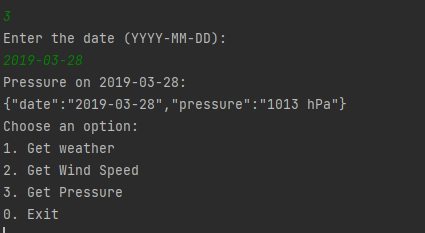 3
Enter the date (YYYY-MM-DD):
2019-03-28
Pressure on 2019-03-28:
{"date":"2019-03-28","pressure":"1013 hPa"}
Choose an option:
1. Get weather
2. Get Wind Speed
3. Get Pressure
0. Exit